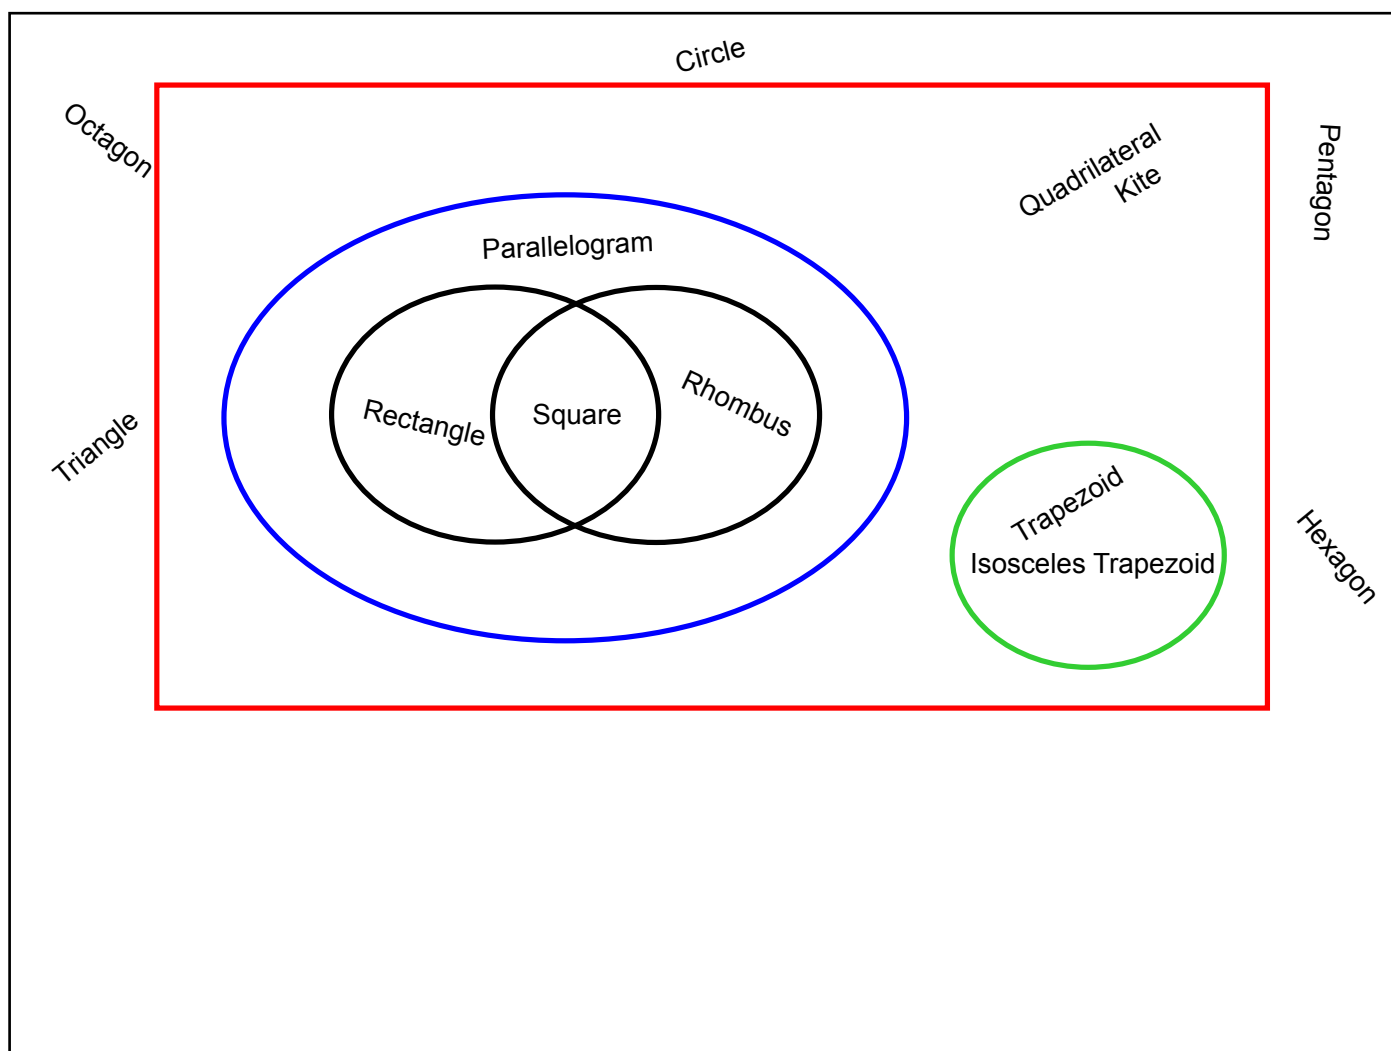 Circle
Octagon
Pentagon
Quadrilateral
Kite
Parallelogram
Rectangle
Square
Rhombus
Triangle
Trapezoid
Isosceles Trapezoid
Hexagon